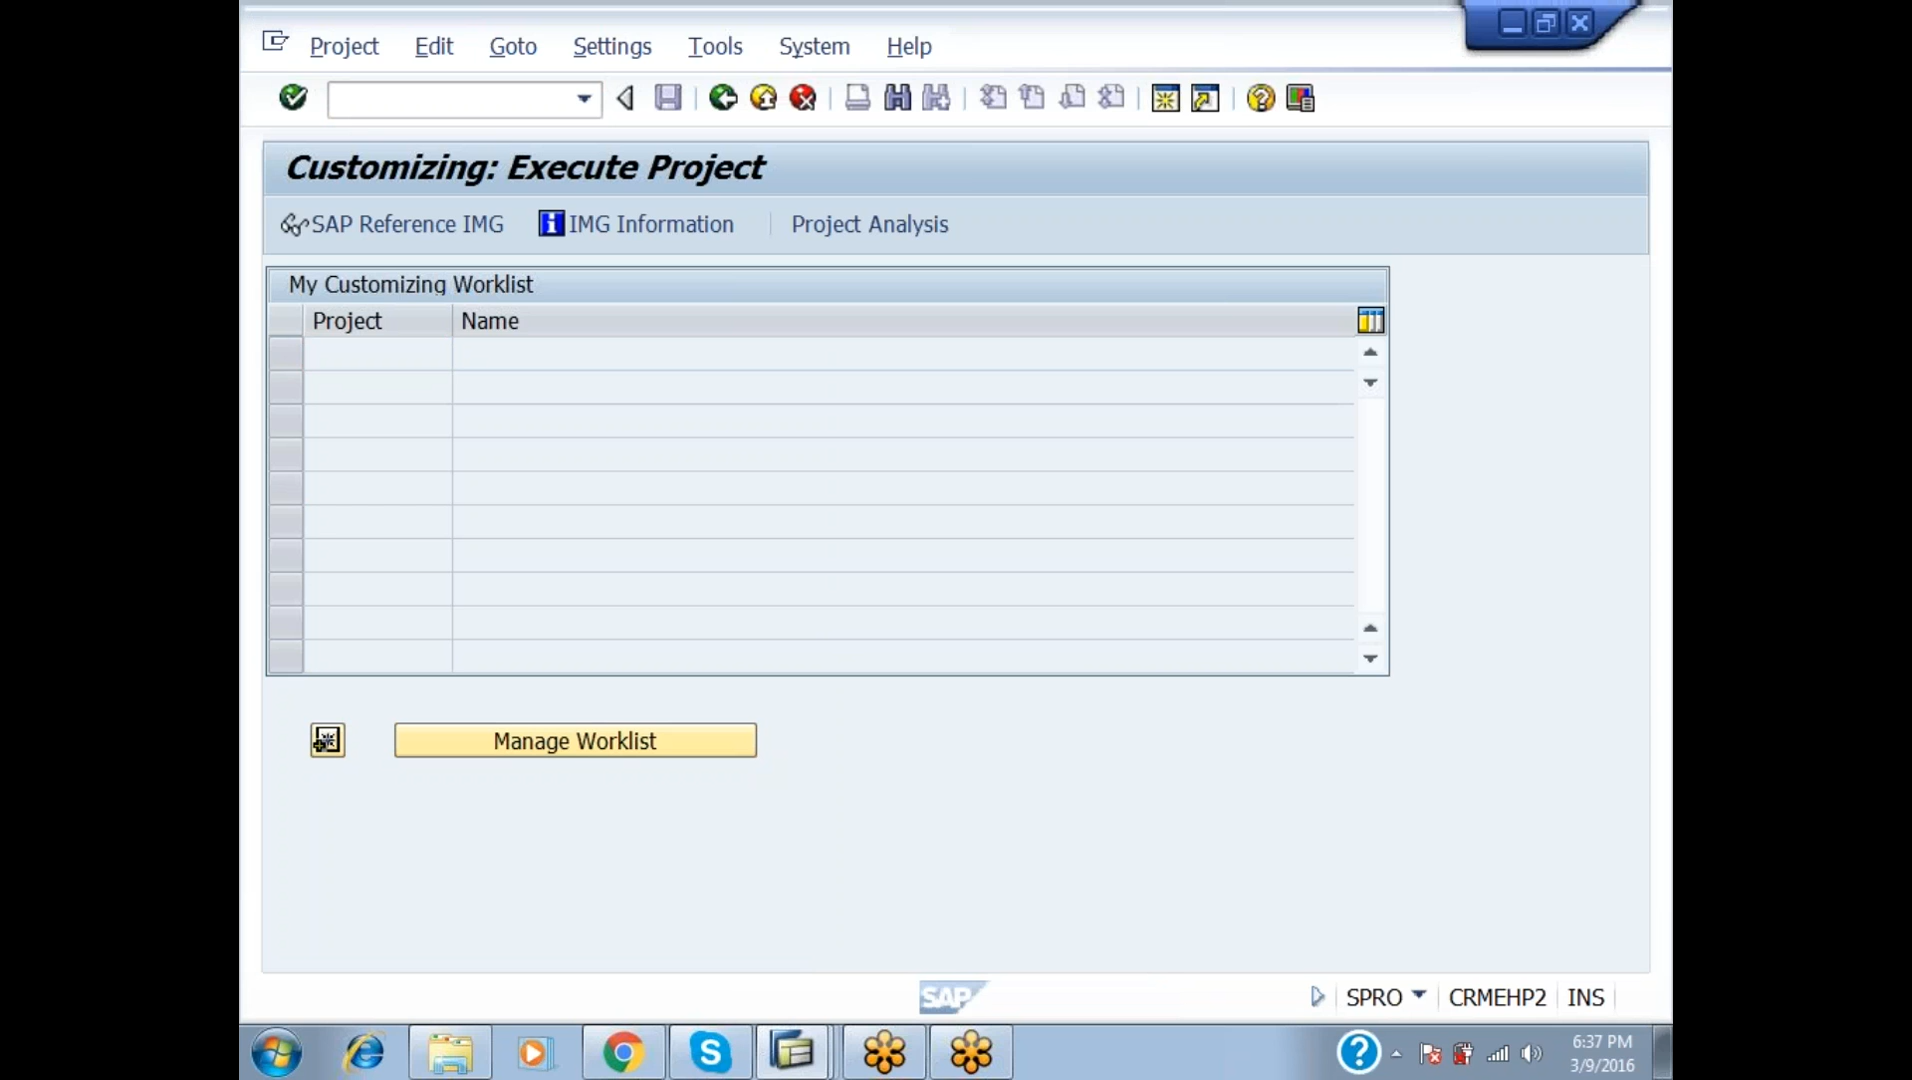 Project Edit Goto Settings Tools System Help
Customizing: Execute Project
SAP Reference IMG IMG Information Project Analysis
My Customizing Worklist
Project Name
Manage Worklist
SAP SPRO CRMEHP2 INS
6:37 PM
3/9/2016